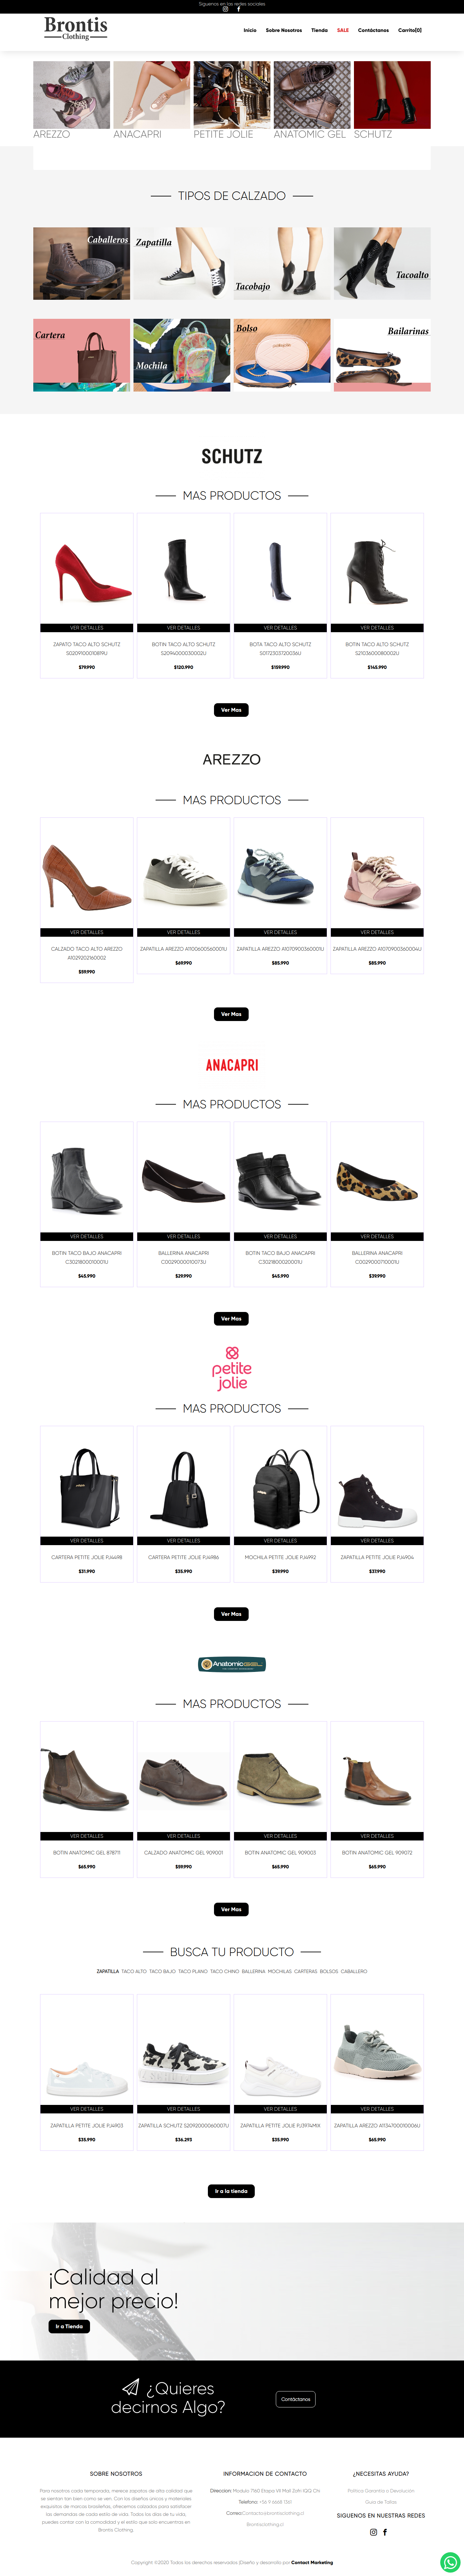 Siguenos en las redes sociales
Brontis
Clothing
Inicio Sobre Nosotros Tienda SALE Contáctanos Carrito[0]
AREZZO ANACAPRI PETITE JOLIE ANATOMIC GEL SCHUTZ
TIPOS DE CALZADO
Caballeros Zapatilla Tacobajo Tacoalto
Cartera Mochila Bolso Bailarinas
SCHUTZ
MAS PRODUCTOS
VER DETALLES VER DETALLES VER DETALLES VER DETALLES
ZAPATO TACO ALTO SCHUTZ BOTIN TACO ALTO SCHUTZ BOTA TACO ALTO SCHUTZ BOTIN TACO ALTO SCHUTZ
S2094000030002U S2103600080002U
$79.990 $120.990 $159.990 $145.990
Ver Mas
AREZZO
MAS PRODUCTOS
VER DETALLES VER DETALLES VER DETALLES VER DETALLES
CALZADO TACO ALTO AREZZO ZAPATILLA AREZZO A1100600560001U ZAPATILLA AREZZO A1070900360001U ZAPATILLA AREZZO A1070900360004U
A1029202160002
$59.990 $69.990 $85.990 $85.990
Ver Mas
ANACAPRI
MAS PRODUCTOS
VER DETALLES VER DETALLES VER DETALLES VER DETALLES
BOTIN TACO BAJO ANACAPRI BALLERINA ANACAPRI BOTIN TACO BAJO ANACAPRI BALLERINA ANACAPRI
C3021800010001U C0029000010073U C3021800020001U C0029000710001U
$45.990 $29.990 $45.990 $39.990
Ver Mas
petite
jolie
MAS PRODUCTOS
VER DETALLES VER DETALLES VER DETALLES VER DETALLES
CARTERA PETITE JOLIE PJ4498 CARTERA PETITE JOLIE PJ4986 MOCHILA PETITE JOLIE PJ4992 ZAPATILLA PETITE JOLIE PJ4904
$31.990 $35.990 $39.990 $37.990
Ver Mas
Anatomic
MAS PRODUCTOS
VER DETALLES VER DETALLES VER DETALLES VER DETALLES
BOTIN ANATOMIC GEL 878711 CALZADO ANATOMIC GEL 909001 BOTIN ANATOMIC GEL 909003 BOTIN ANATOMIC GEL 909072
$65.990 $59.990 $65.990 $65.990
Ver Mas
BUSCA TU PRODUCTO
ZAPATILLA TACO ALTO TACO BAJO TACO PLANO TACO CHINO BALLERINA MOCHILAS CARTERAS BOLSOS CABALLERO
VER DETALLES VER DETALLES VER DETALLES VER DETALLES
ZAPATILLA PETITE JOLIE PJ4903 ZAPATILLA SCHUTZ S2092000060007U ZAPATILLA PETITE JOLIE PJ3974MIX ZAPATILLA AREZZO A1134700010006U
$35.990 $36.293 $35.990 $65.990
Ir a la tienda
¡Calidad al
mejor precio!
Ir a Tienda
¿Quieres
decirnos Algo?
Contáctanos
SOBRE NOSOTROS
Para nosotros cada temporada, merece zapatos de alta calidad que
se sientan tan bien como se ven. Con los diseños únicos y materiales
exquisitos de marcas brasileñas, ofrecemos calzados para satisfacer
las demandas de cada estilo de vida. Todos los días de tu vida,
puedes contar con la comodidad y el estilo que solo encuentras en
Brontis Clothing.
INFORMACION DE CONTACTO
Direccion: Modulo 7160 Etapa VII Mall Zofri IQQ Chi
Telefono: +56 9 6668 7261
Correo:Contacto@brontisclothing.cl
Brontisclothing.cl
¿NECESITAS AYUDA?
Politica Garantia o Devolucion
Guia de Tallas
SIGUENOS EN NUESTRAS REDES
Copyright ©2020 Todos los derechos reservados |Diseño y desarrollo por Contact Marketing